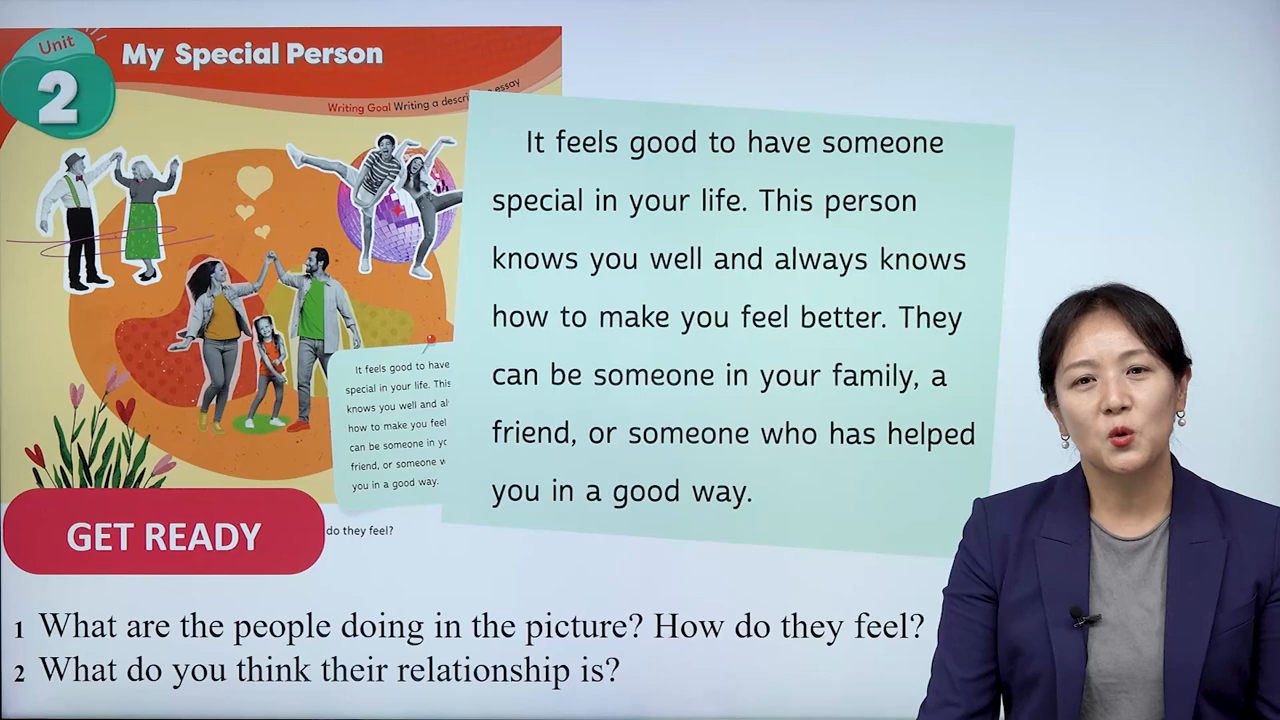 Unit
2
My Special Person
Writing Goal Writing a descri essay
It feels good to have someone
special in your life. This person
knows you well and always knows
how to make you feel better. They
can be someone in your family, a
friend, or someone who has helped
you in a good way.
It feels good to have
special in your life. This
knows you well and al
how to make you feel
can be someone in yo
friend, or someone w
you in a good way.
GET READY
do they feel?
1 What are the people doing in the picture? How do they feel?
2 What do you think their relationship is?